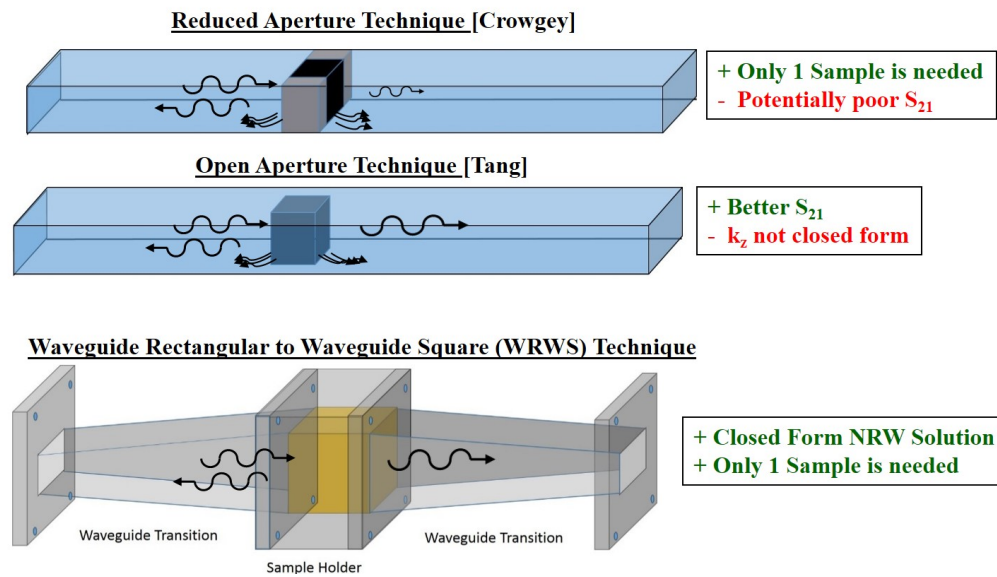 Reduced Aperture Technique [Crowgey]
+ Only 1 Sample is needed
- Potentially poor S₂₁
Open Aperture Technique [Tang]
+ Better S₂₁
- k_z not closed form
Waveguide Rectangular to Waveguide Square (WRWS) Technique
+ Closed Form NRW Solution
+ Only 1 Sample is needed
Waveguide Transition
Waveguide Transition
Sample Holder